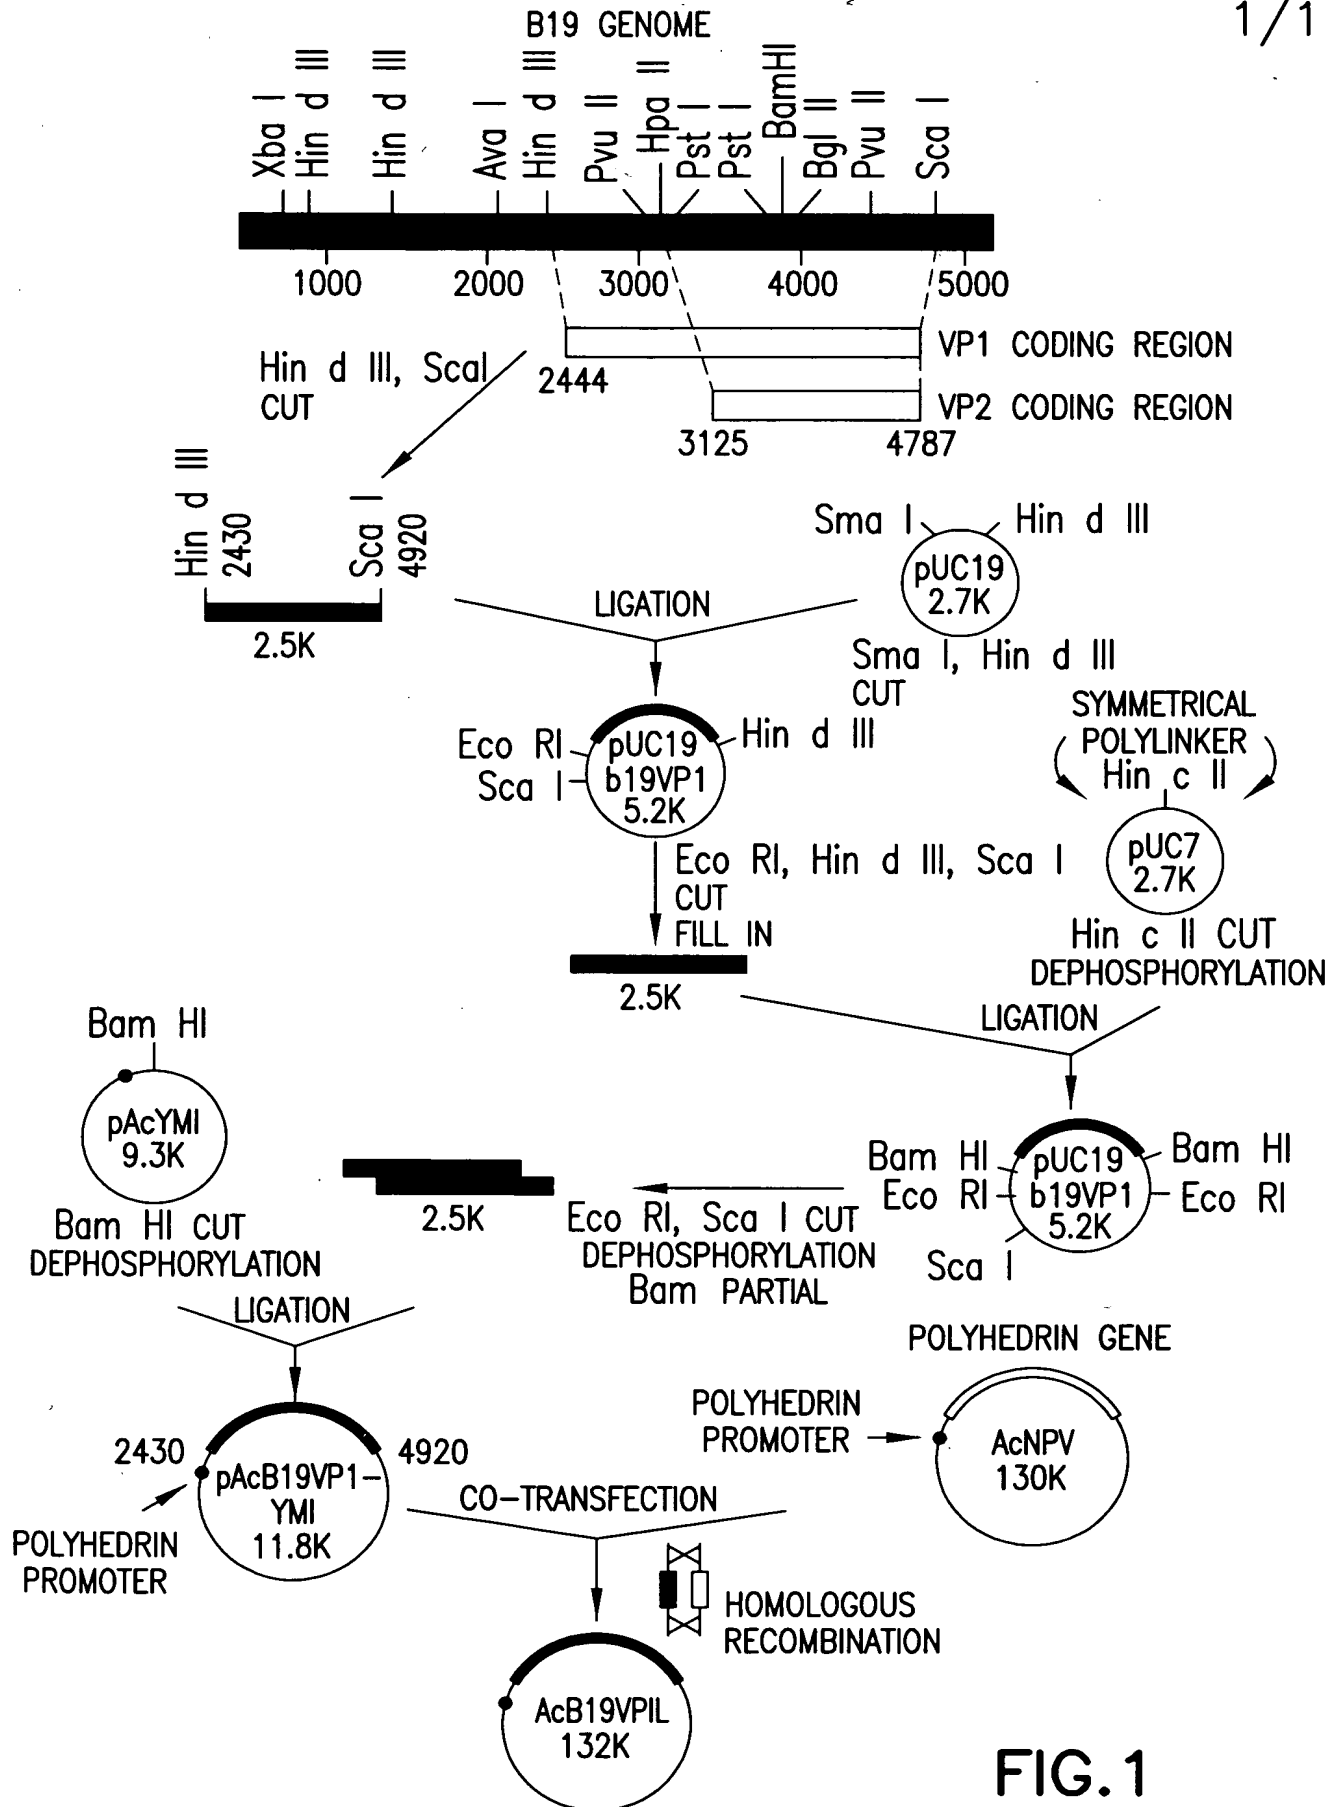 1/1
B19 GENOME
Xba I
Hin d III
Hin d III
Ava I
Hin d III
Pvu II
Hpa II
Pst I
Pst I
BamHI
Bgl II
Pvu II
Sca I
1000
2000
3000
4000
5000
VP1 CODING REGION
2444
VP2 CODING REGION
3125
4787
Hin d III, ScaI
CUT
Hin d III
2430
Sca I
4920
2.5K
LIGATION
Sma I
Hin d III
pUC19
2.7K
Sma I, Hin d III
CUT
Eco RI
Sca I
pUC19
b19VP1
5.2K
Hin d III
SYMMETRICAL
POLYLINKER
Hin c II
pUC7
2.7K
Hin c II CUT
DEPHOSPHORYLATION
Eco RI, Hin d III, Sca I
CUT
FILL IN
2.5K
LIGATION
Bam HI
pAcYMI
9.3K
Bam HI CUT
DEPHOSPHORYLATION
2.5K
Eco RI, Sca I CUT
DEPHOSPHORYLATION
Bam PARTIAL
Bam HI
Eco RI
Sca I
pUC19
b19VP1
5.2K
Bam HI
Eco RI
LIGATION
2430
4920
pAcB19VP1-
YMI
11.8K
POLYHEDRIN
PROMOTER
CO-TRANSFECTION
POLYHEDRIN GENE
POLYHEDRIN
PROMOTER
AcNPV
130K
HOMOLOGOUS
RECOMBINATION
AcB19VPIL
132K
FIG.1